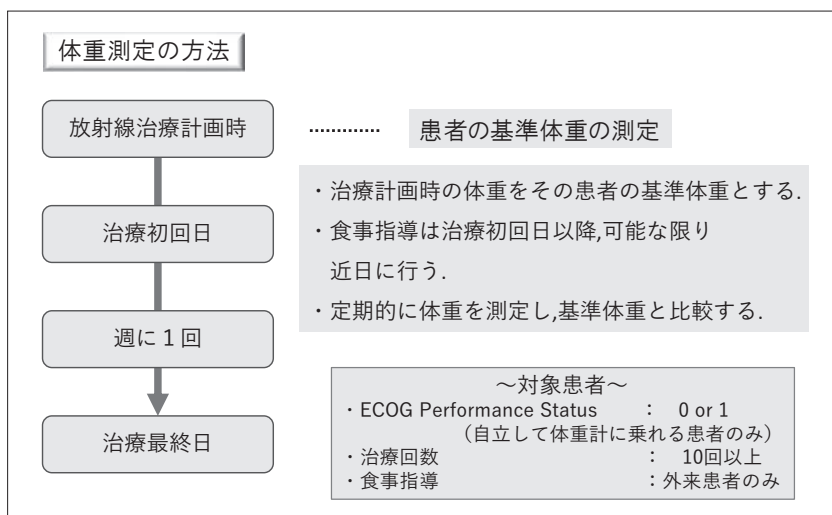 体重測定の方法
放射線治療計画時
患者の基準体重の測定
・治療計画時の体重をその患者の基準体重とする.
・食事指導は治療初回日以降,可能な限り
近日に行う.
・定期的に体重を測定し,基準体重と比較する.
治療初回日
週に1回
治療最終日
～対象患者～
・ECOG Performance Status : 0 or 1
(自立して体重計に乗れる患者のみ)
・治療回数 : 10回以上
・食事指導 : 外来患者のみ